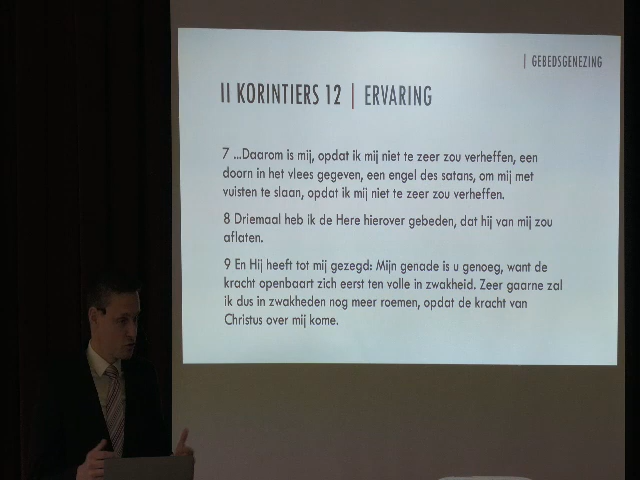 | GEBEDSGENEZING
II KORINTIERS 12 | ERVARING
7 ...Daarom is mij, opdat ik mij niet te zeer zou verheffen, een
doorn in het vlees gegeven, een engel des satans, om mij met
vuisten te slaan, opdat ik mij niet te zeer zou verheffen.
8 Driemaal heb ik de Here hierover gebeden, dat hij van mij zou
aflaten.
9 En Hij heeft tot mij gezegd: Mijn genade is u genoeg, want de
kracht openbaart zich eerst ten volle in zwakheid. Zeer gaarne zal
ik dus in zwakheden nog meer roemen, opdat de kracht van
Christus over mij kome.